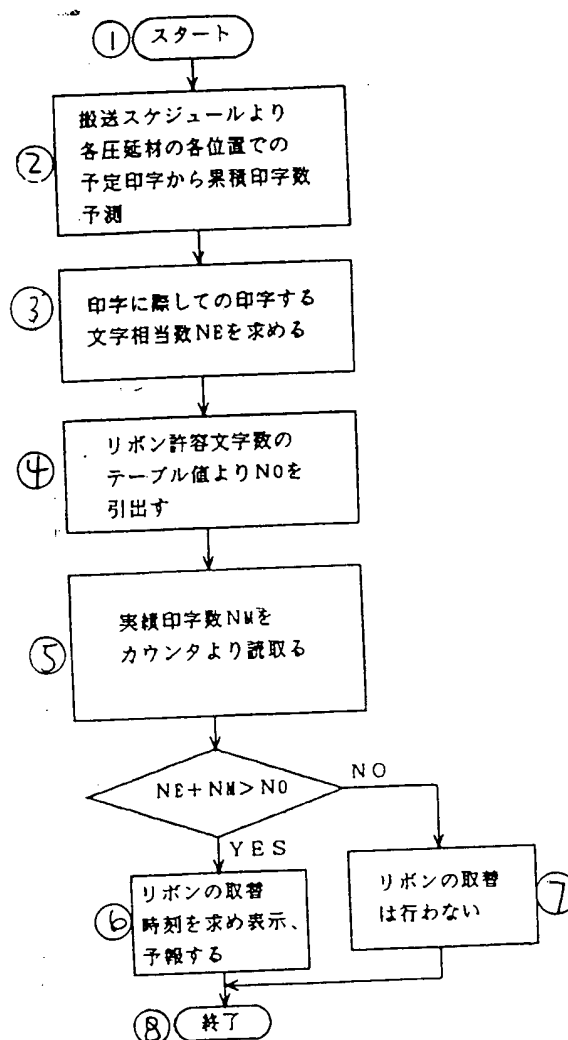 ① スタート
② 搬送スケジュールより
各圧延材の各位置での
予定印字から累積印字数
予測
③ 印字に際しての印字する
文字相当数NEを求める
④ リボン許容文字数の
テーブル値よりN0を
引出す
⑤ 実績印字数NMを
カウンタより読取る
NE+NM>N0
NO
YES
⑥ リボンの取替
時刻を求め表示、
予報する
⑦ リボンの取替
は行わない
⑧ 終了